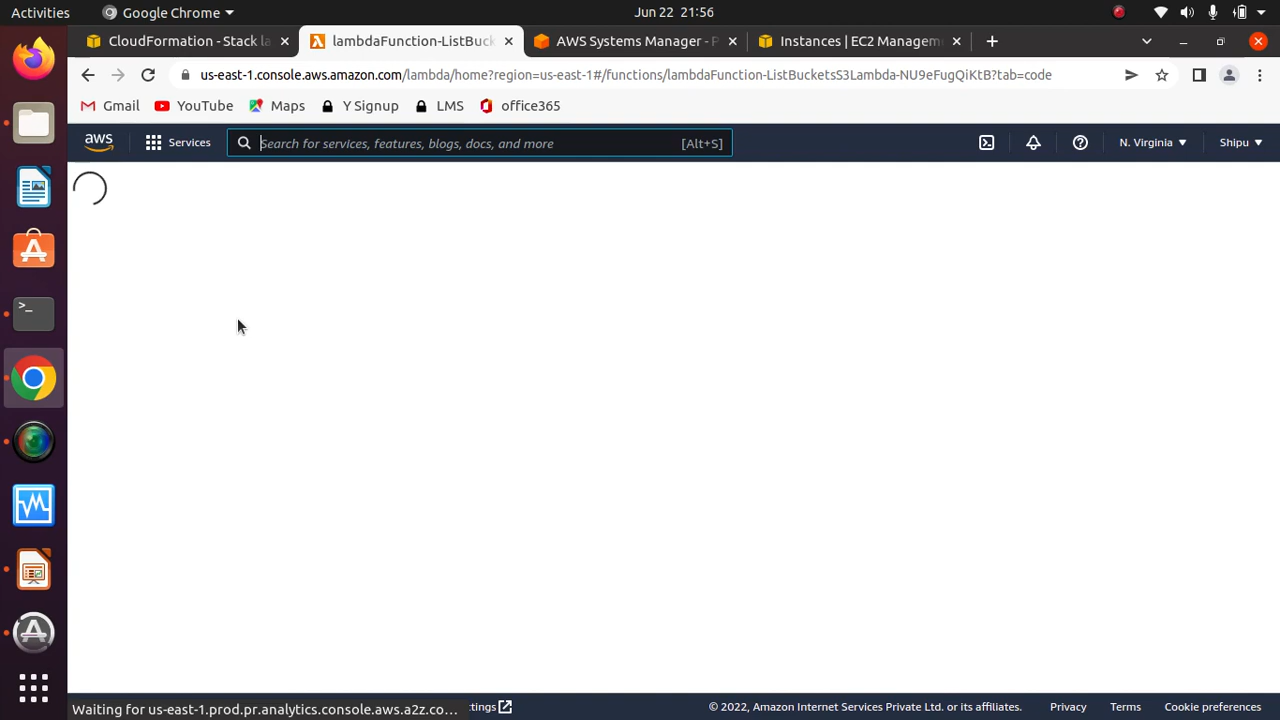 Activities
Google Chrome
Jun 22 21:56
CloudFormation - Stack la
lambdaFunction-ListBuck
AWS Systems Manager - P
Instances | EC2 Managem
us-east-1.console.aws.amazon.com/lambda/home?region=us-east-1#/functions/lambdaFunction-ListBucketsS3Lambda-NU9eFugQiKtB?tab=code
Gmail
YouTube
Maps
Y Signup
LMS
office365
aws
Services
Search for services, features, blogs, docs, and more
[Alt+S]
N. Virginia
Shipu
Waiting for us-east-1.prod.pr.analytics.console.aws.a2z.co...
© 2022, Amazon Internet Services Private Ltd. or its affiliates.
Privacy
Terms
Cookie preferences